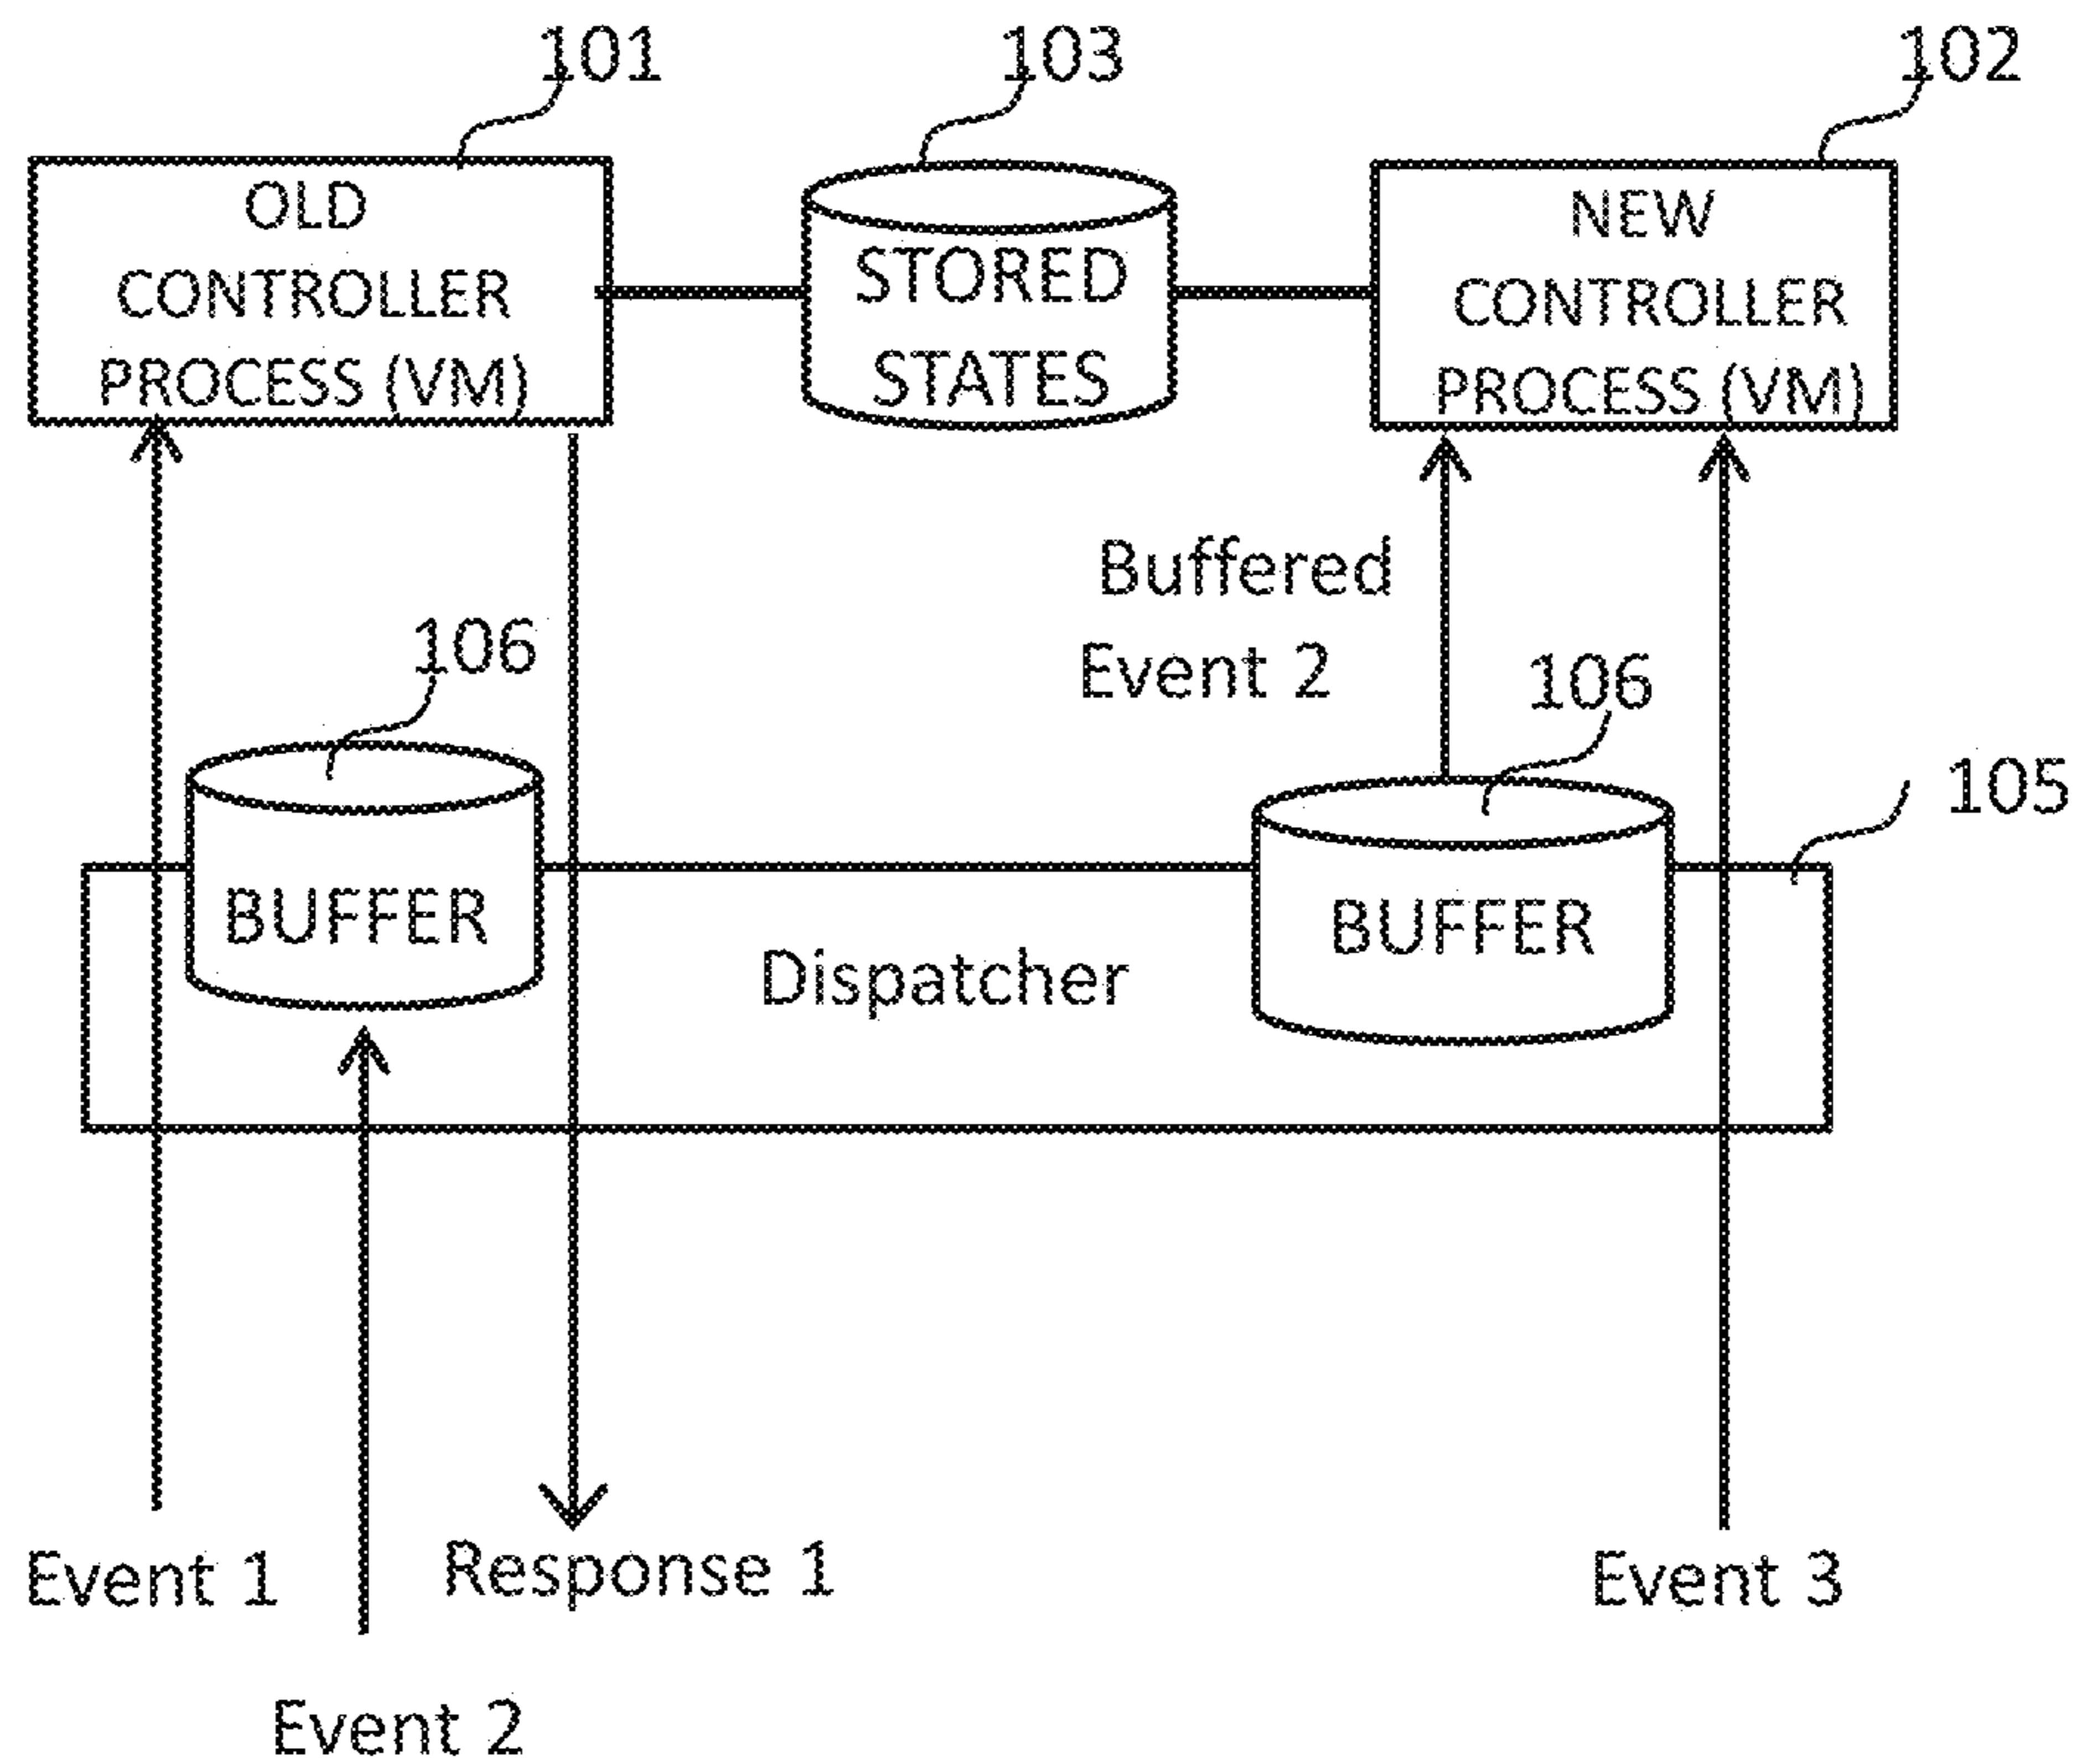 101
103
102
OLD
CONTROLLER
PROCESS (VM)
STORED
STATES
NEW
CONTROLLER
PROCESS (VM)
Buffered
Event 2
106
106
105
BUFFER
Dispatcher
BUFFER
Event 1
Response 1
Event 3
Event 2